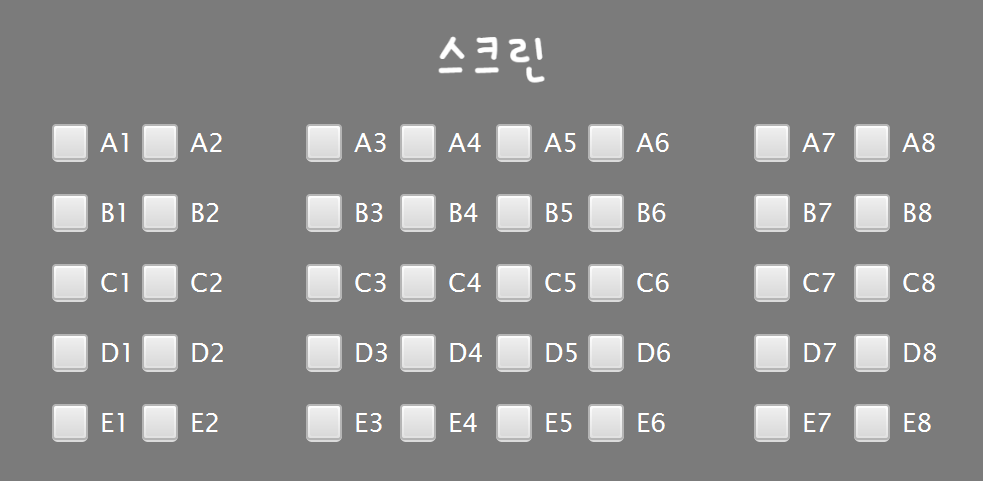 스크린
A1 A2 A3 A4 A5 A6 A7 A8
B1 B2 B3 B4 B5 B6 B7 B8
C1 C2 C3 C4 C5 C6 C7 C8
D1 D2 D3 D4 D5 D6 D7 D8
E1 E2 E3 E4 E5 E6 E7 E8